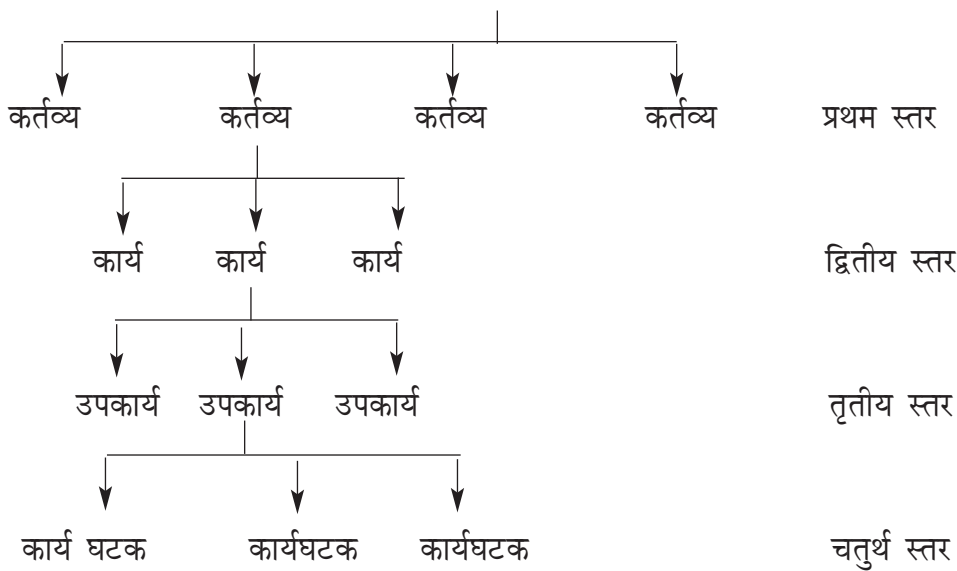 कर्तव्य कर्तव्य कर्तव्य कर्तव्य प्रथम स्तर
कार्य कार्य कार्य द्वितीय स्तर
उपकार्य उपकार्य उपकार्य तृतीय स्तर
कार्य घटक कार्यघटक कार्यघटक चतुर्थ स्तर